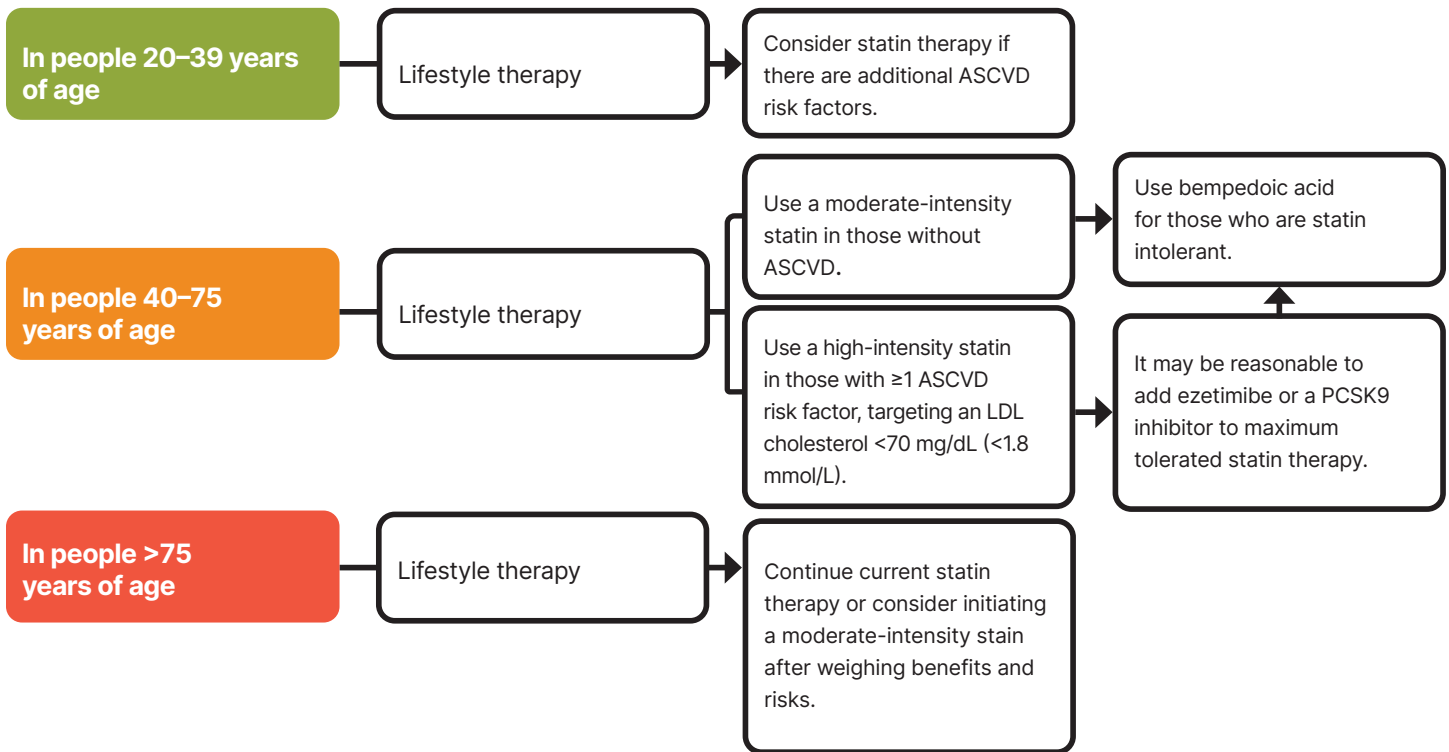 In people 20–39 years
of age
Lifestyle therapy
Consider statin therapy if
there are additional ASCVD
risk factors.
In people 40–75
years of age
Lifestyle therapy
Use a moderate-intensity
statin in those without
ASCVD.
Use bempedoic acid
for those who are statin
intolerant.
Use a high-intensity statin
in those with ≥1 ASCVD
risk factor, targeting an LDL
cholesterol <70 mg/dL (<1.8
mmol/L).
It may be reasonable to
add ezetimibe or a PCSK9
inhibitor to maximum
tolerated statin therapy.
In people >75
years of age
Lifestyle therapy
Continue current statin
therapy or consider initiating
a moderate-intensity stain
after weighing benefits and
risks.